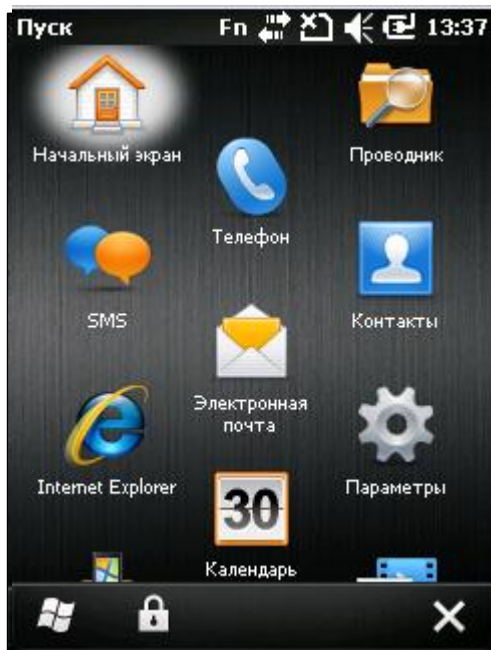 Пуск Fn 13:37
Начальный экран
Проводник
Телефон
SMS
Контакты
Электронная
почта
Internet Explorer
Параметры
30
Календарь